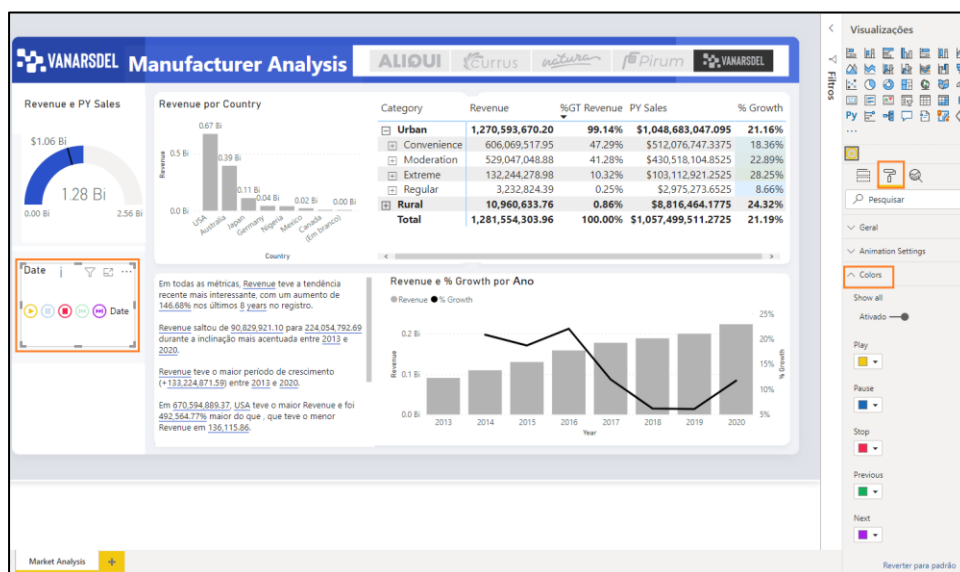 VANARSDEL Manufacturer Analysis
ALIQUI
Currus
natura
Pirum
VANARSDEL
Revenue e PY Sales
$1.06 Bi
1.28 Bi
0.00 Bi
2.56 Bi
Date
Date
Revenue por Country
Revenue
0.5 Bi
0.0 Bi
0.67 Bi
0.39 Bi
0.11 Bi
0.04 Bi
0.02 Bi
0.00 Bi
USA
Australia
Japan
Germany
Nigeria
Mexico
Canada
(Em branco)
Country
Category Revenue %GT Revenue PY Sales % Growth
Urban 1,270,593,670.20 99.14% $1,048,683,047.095 21.16%
Convenience 606,069,517.95 47.29% $512,076,747.3375 18.36%
Moderation 529,047,048.88 41.28% $430,518,104.8525 22.89%
Extreme 132,244,278.98 10.32% $103,112,921.2525 28.25%
Regular 3,232,824.39 0.25% $2,975,273.6525 8.66%
Rural 10,960,633.76 0.86% $8,816,464.1775 24.32%
Total 1,281,554,303.96 100.00% $1,057,499,511.2725 21.19%
Em todas as métricas, Revenue teve a tendência
recente mais interessante, com um aumento de
146.68% nos últimos 8 years no registro.
Revenue saltou de 90,829,921.10 para 224,054,792.69
durante a inclinação mais acentuada entre 2013 e
2020.
Revenue teve o maior período de crescimento
(+133,224,871.59) entre 2013 e 2020.
Em 670,594,889.37, USA teve o maior Revenue e foi
492,564.77% maior do que , que teve o menor
Revenue em 136,115.86.
Revenue e % Growth por Ano
Revenue % Growth
Revenue
0.2 Bi
0.1 Bi
0.0 Bi
25%
20%
15%
10%
5%
% Growth
2013 2014 2015 2016 2017 2018 2019 2020
Year
Market Analysis
Filtros
Visualizações
Py
Pesquisar
Geral
Animation Settings
Colors
Show all
Ativado
Play
Pause
Stop
Previous
Next
Reverter para padrão